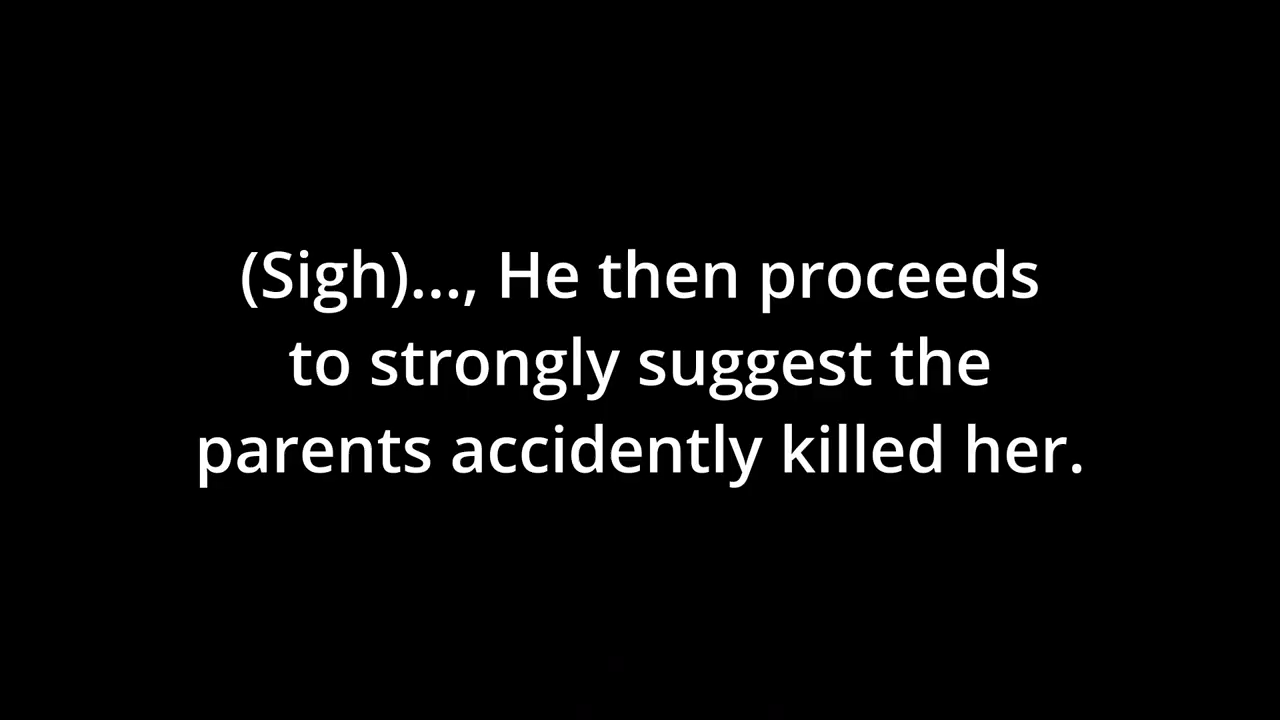 (Sigh)..., He then proceeds
to strongly suggest the
parents accidently killed her.